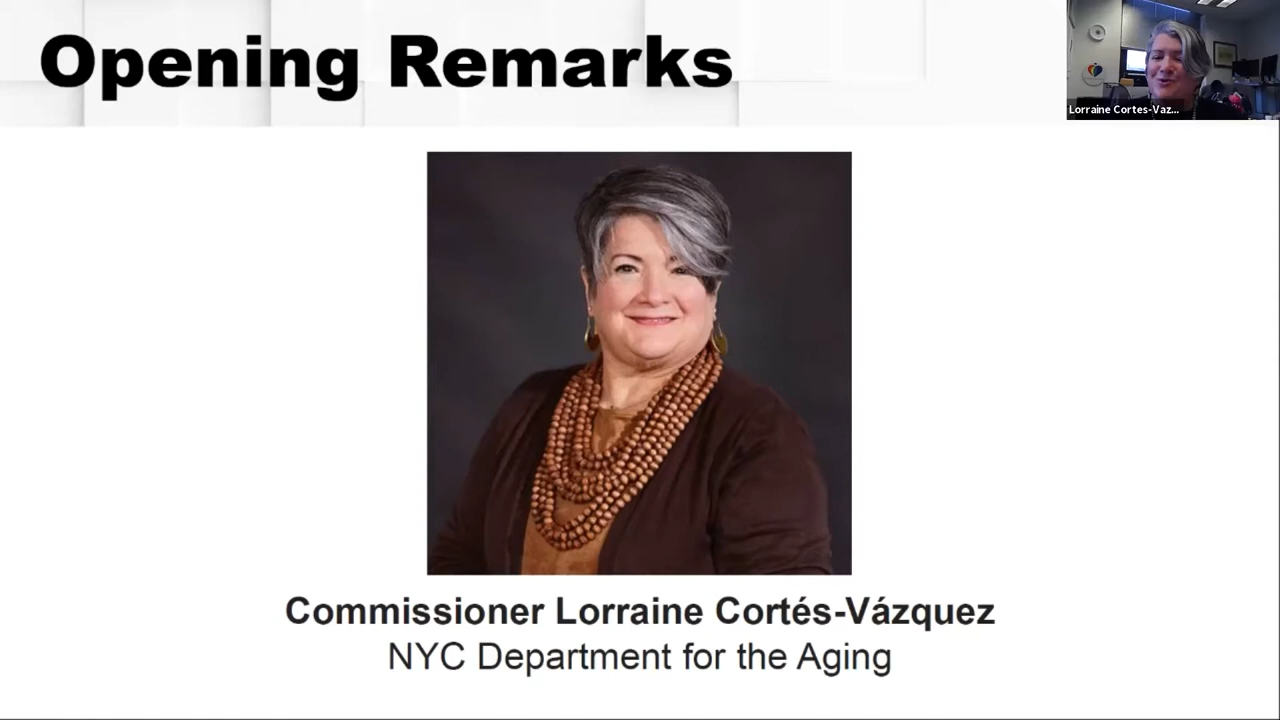 Opening Remarks
Lorraine Cortes-Vaz...
Commissioner Lorraine Cortés-Vázquez
NYC Department for the Aging